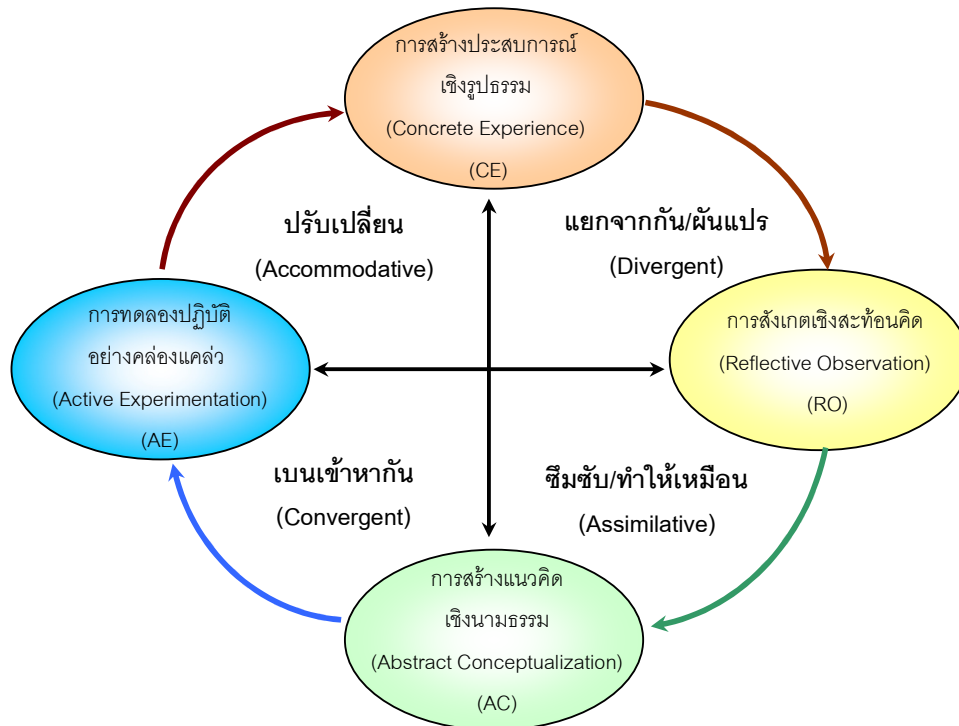 การสร้างประสบการณ์
เชิงรูปธรรม
(Concrete Experience)
(CE)
ปรับเปลี่ยน
(Accommodative)
แยกจากกัน/ผันแปร
(Divergent)
การทดลองปฏิบัติ
อย่างคล่องแคล่ว
(Active Experimentation)
(AE)
การสังเกตเชิงสะท้อนคิด
(Reflective Observation)
(RO)
เบนเข้าหากัน
(Convergent)
ซึมซับ/ทำให้เหมือน
(Assimilative)
การสร้างแนวคิด
เชิงนามธรรม
(Abstract Conceptualization)
(AC)